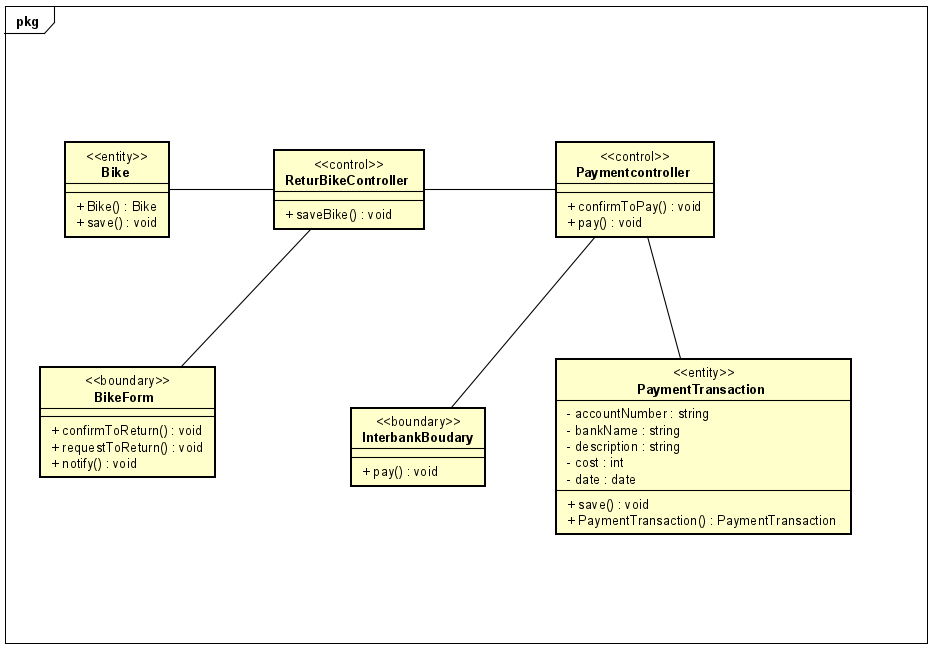 pkg
<<entity>>
Bike
+ Bike() : Bike
+ save() : void
<<control>>
ReturBikeController
+ saveBike() : void
<<control>>
Paymentcontroller
+ confirmToPay() : void
+ pay() : void
<<boundary>>
BikeForm
+ confirmToReturn() : void
+ requestToReturn() : void
+ notify() : void
<<boundary>>
InterbankBoudary
+ pay() : void
<<entity>>
PaymentTransaction
- accountNumber : string
- bankName : string
- description : string
- cost : int
- date : date
+ save() : void
+ PaymentTransaction() : PaymentTransaction